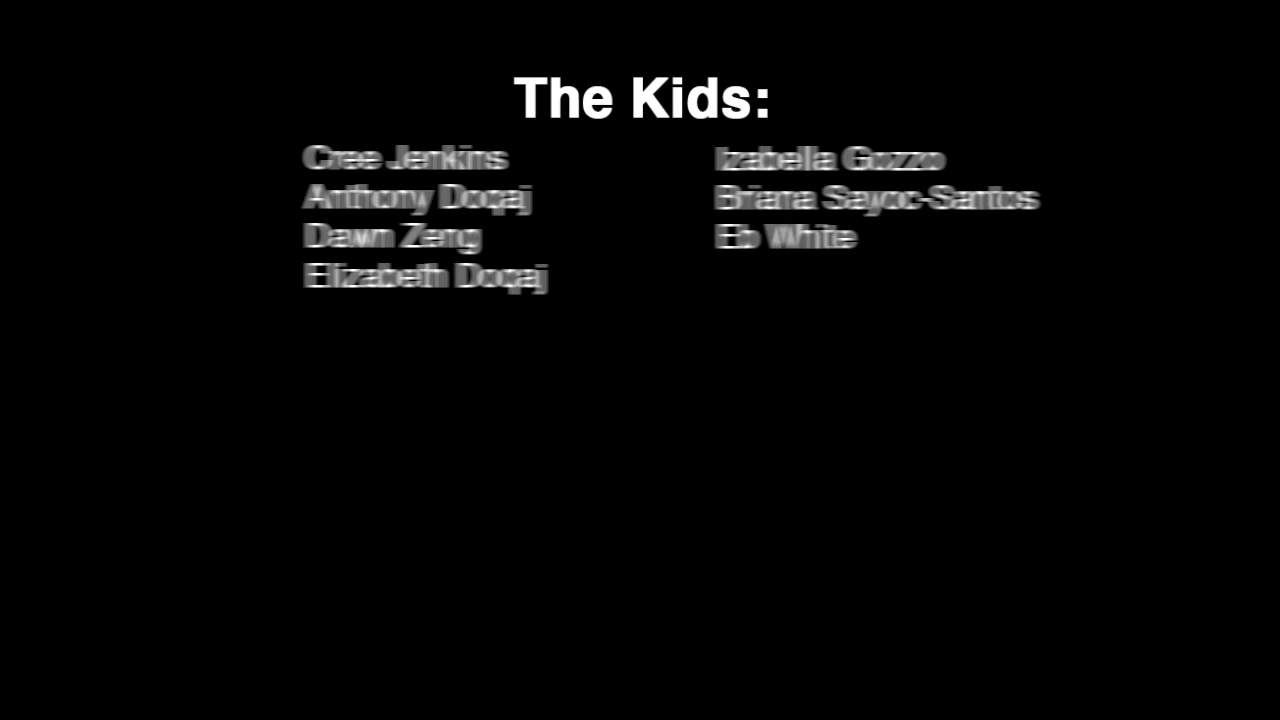 The Kids:
Cree Jenkins
Anthony Doqaj
Dawn Zeng
Elizabeth Doqaj
Izabella Gozzo
Briana Sayoc-Santos
Eb White